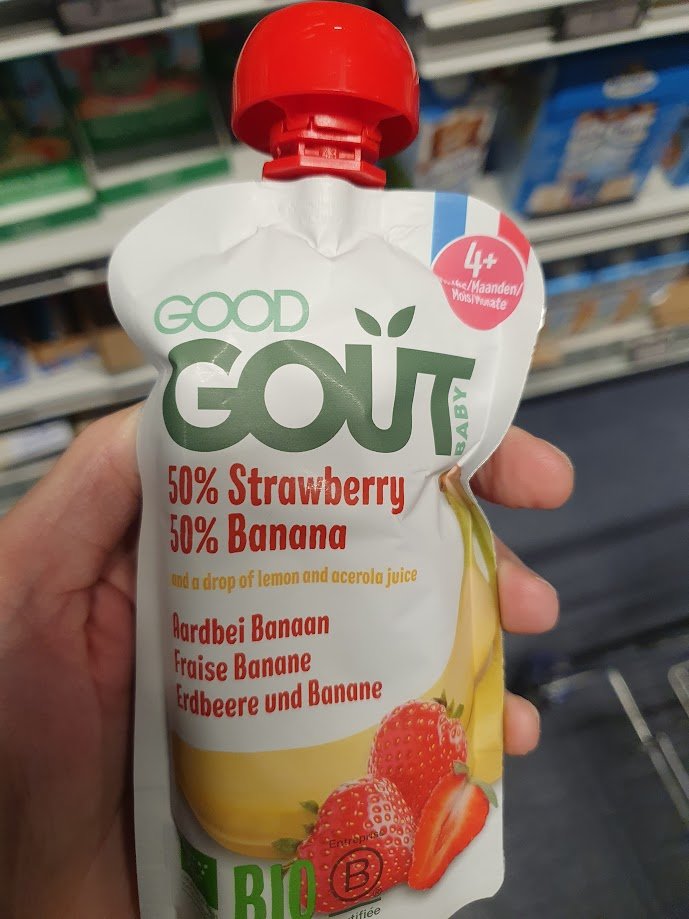 4+
/Maanden/
Mois/Monate
GOOD
GOÛT
BABY
50% Strawberry
50% Banana
and a drop of lemon and acerola juice
Aardbei Banaan
Fraise Banane
Erdbeere und Banane
Entreprise
B
BIO